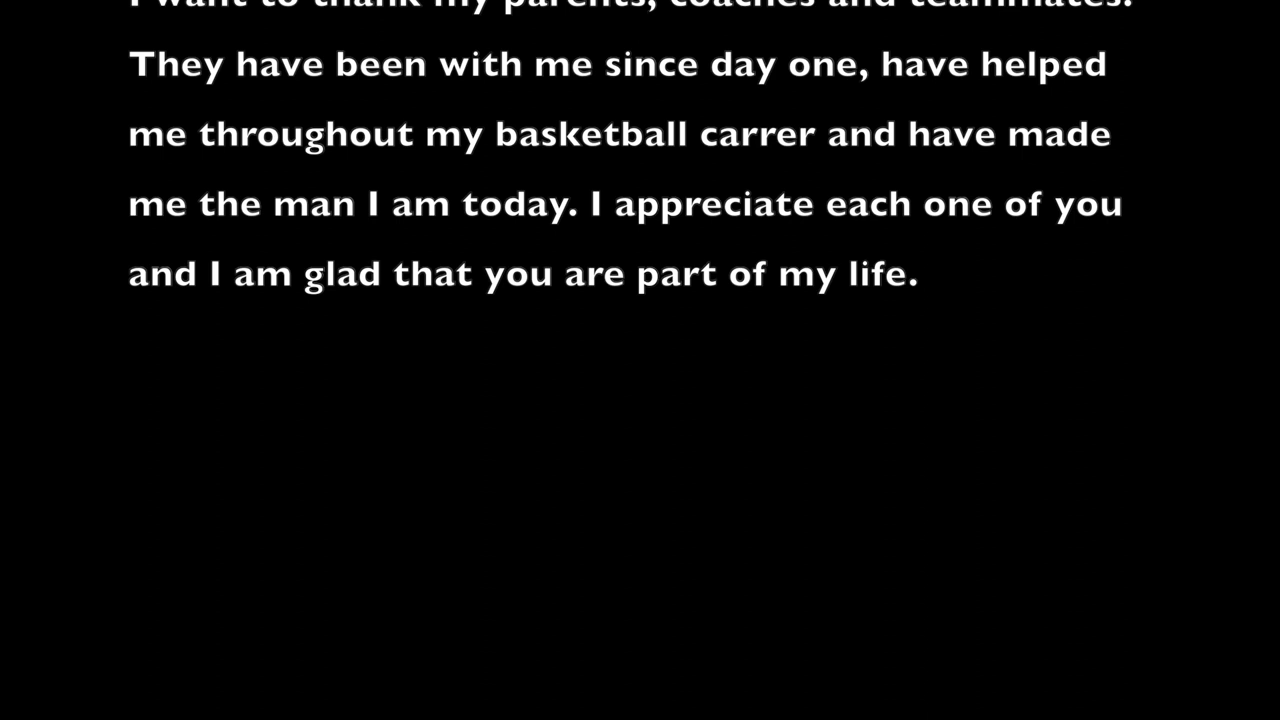 I want to thank my parents, coaches and teammates.
They have been with me since day one, have helped
me throughout my basketball carrer and have made
me the man I am today. I appreciate each one of you
and I am glad that you are part of my life.